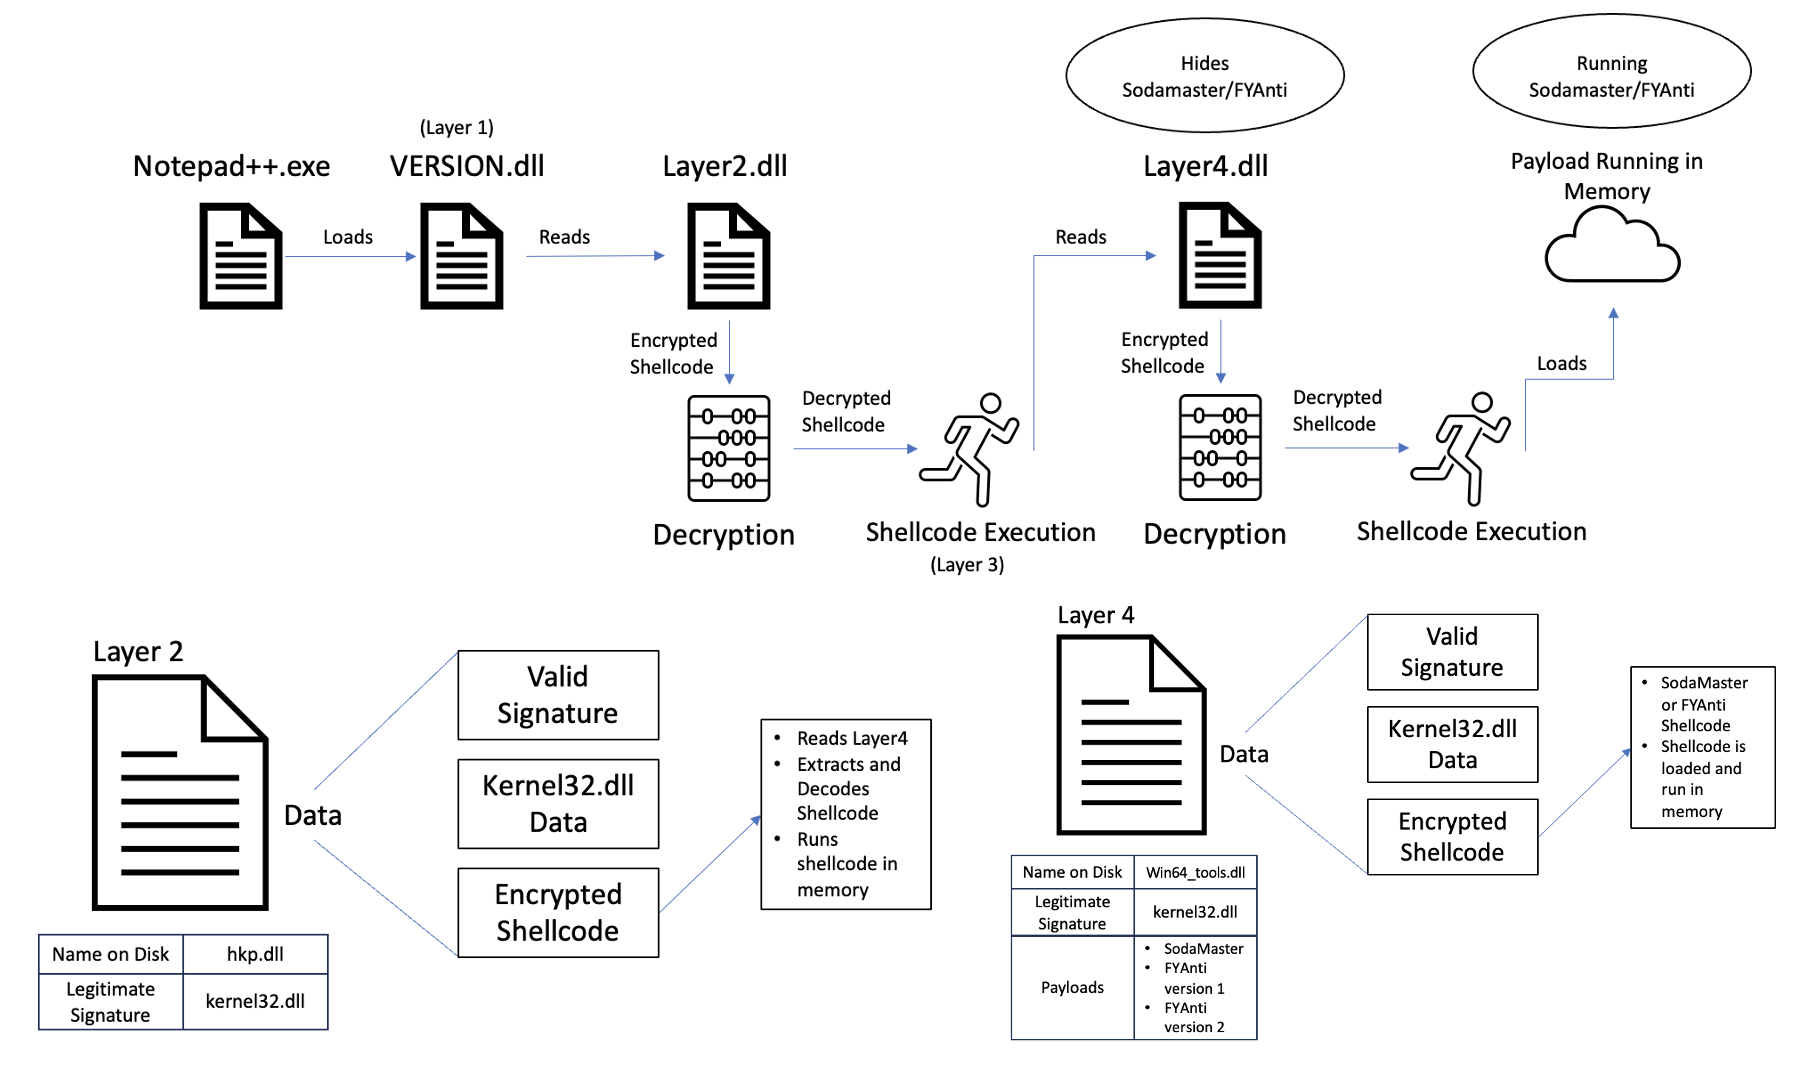 Hides
Sodamaster/FYAnti
Running
Sodamaster/FYAnti
(Layer 1)
Notepad++.exe
VERSION.dll
Layer2.dll
Layer4.dll
Payload Running in
Memory
Loads
Reads
Reads
Encrypted
Shellcode
Encrypted
Shellcode
Loads
Decrypted
Shellcode
Decrypted
Shellcode
Decryption
Shellcode Execution
(Layer 3)
Decryption
Shellcode Execution
Layer 2
Data
Valid
Signature
Kernel32.dll
Data
Encrypted
Shellcode
• Reads Layer4
• Extracts and
Decodes
Shellcode
• Runs
shellcode in
memory
Name on Disk
hkp.dll
Legitimate
Signature
kernel32.dll
Layer 4
Data
Valid
Signature
Kernel32.dll
Data
Encrypted
Shellcode
• SodaMaster
or FYAnti
Shellcode
• Shellcode is
loaded and
run in
memory
Name on Disk
Win64_tools.dll
Legitimate
Signature
kernel32.dll
Payloads
• SodaMaster
• FYAnti
version 1
• FYAnti
version 2